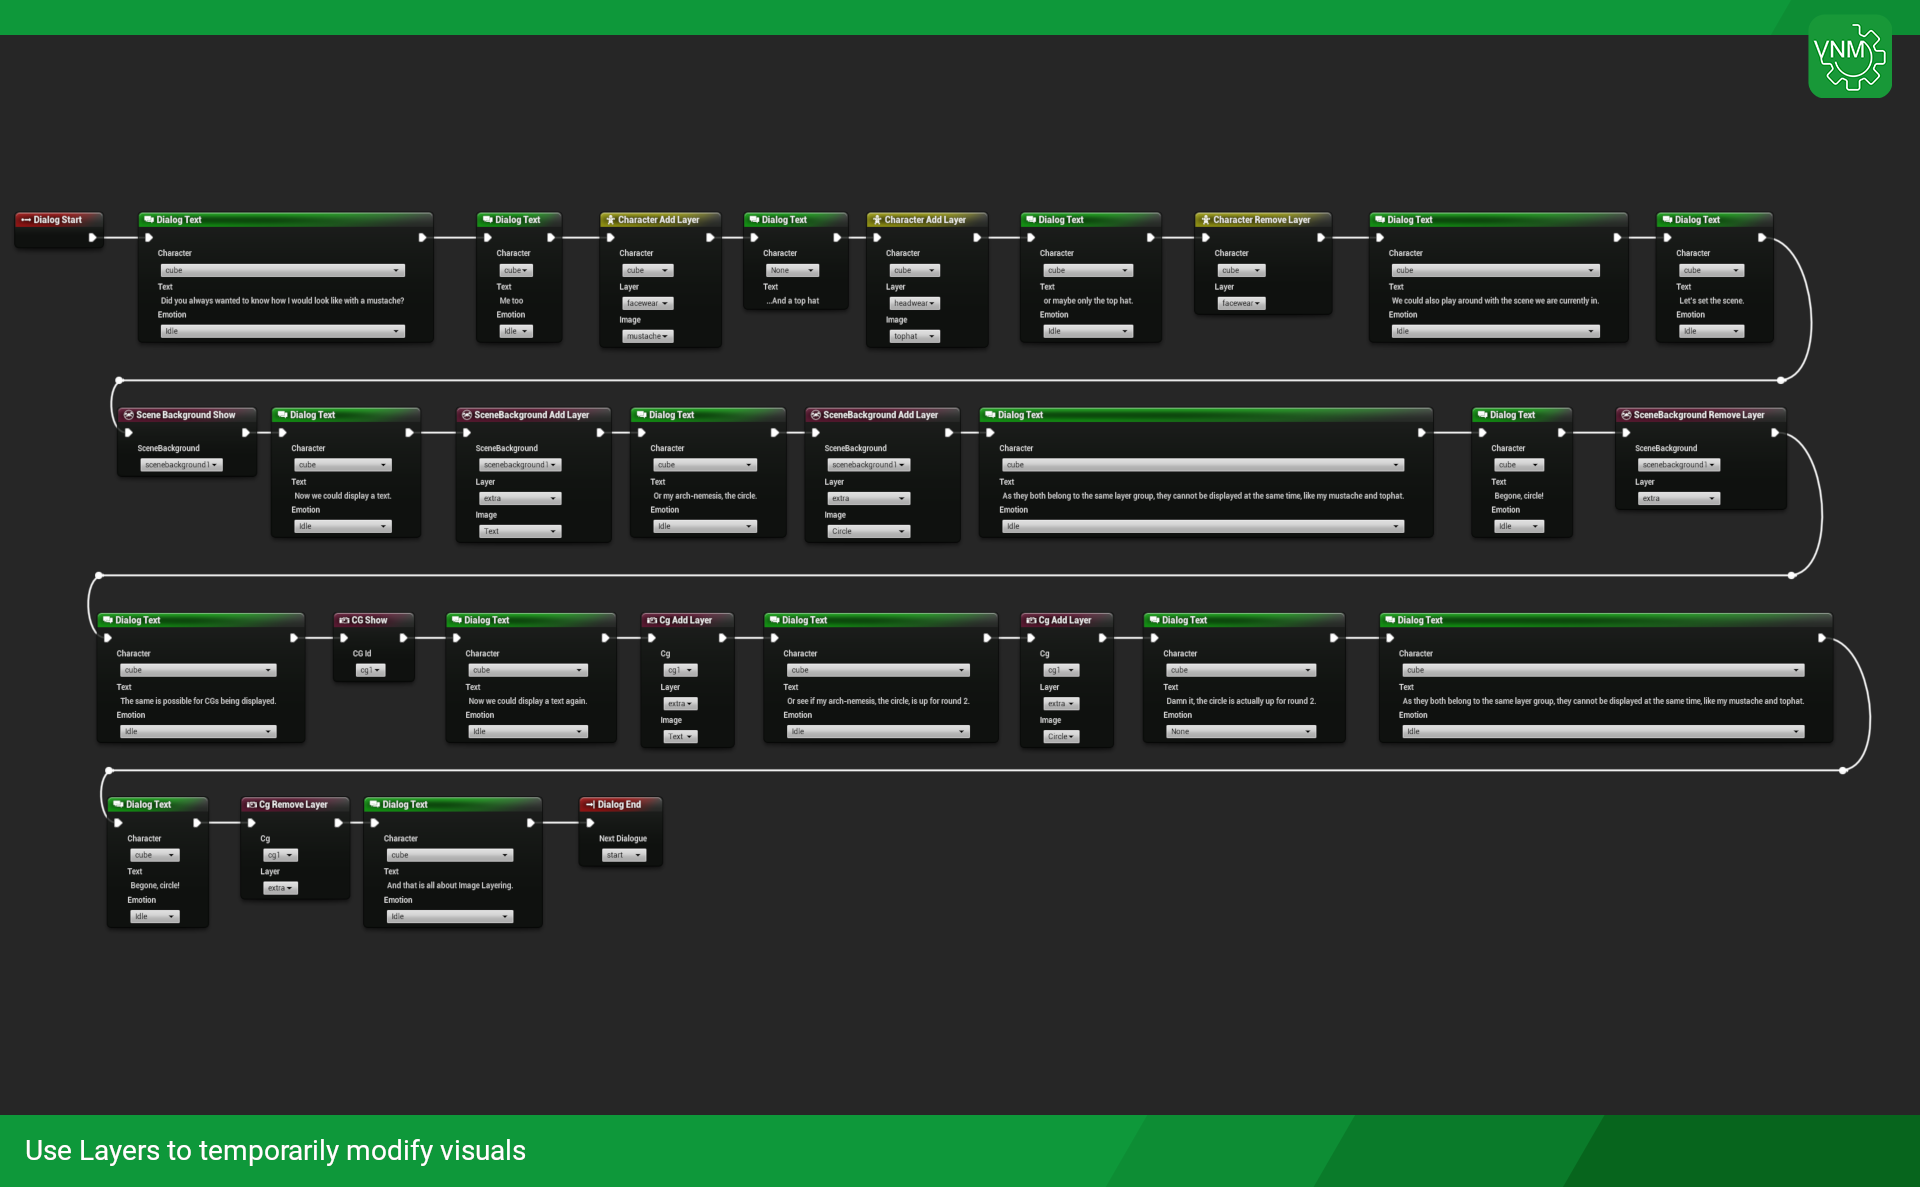 VNM
Dialog Start
Dialog Text
Character
cube
Text
Did you always wanted to know how I would look like with a mustache?
Emotion
Idle
Dialog Text
Character
cube
Text
Me too
Emotion
Idle
Character Add Layer
Character
cube
Layer
facewear
Image
mustache
Dialog Text
Character
None
Text
...And a top hat
Character Add Layer
Character
cube
Layer
headwear
Image
tophat
Dialog Text
Character
cube
Text
or maybe only the top hat.
Emotion
Idle
Character Remove Layer
Character
cube
Layer
facewear
Dialog Text
Character
cube
Text
We could also play around with the scene we are currently in.
Emotion
Idle
Dialog Text
Character
cube
Text
Let's set the scene.
Emotion
Idle
Scene Background Show
SceneBackground
scenebackground1
Dialog Text
Character
cube
Text
Now we could display a text.
Emotion
Idle
SceneBackground Add Layer
SceneBackground
scenebackground1
Layer
extra
Image
Text
Dialog Text
Character
cube
Text
Or my arch-nemesis, the circle.
Emotion
Idle
SceneBackground Add Layer
SceneBackground
scenebackground1
Layer
extra
Image
Circle
Dialog Text
Character
cube
Text
As they both belong to the same layer group, they cannot be displayed at the same time, like my mustache and tophat.
Emotion
Idle
Dialog Text
Character
cube
Text
Begone, circle!
Emotion
Idle
SceneBackground Remove Layer
SceneBackground
scenebackground1
Layer
extra
Dialog Text
Character
cube
Text
The same is possible for CGs being displayed.
Emotion
Idle
CG Show
CG Id
cg1
Dialog Text
Character
cube
Text
Now we could display a text again.
Emotion
Idle
Cg Add Layer
Cg
cg1
Layer
extra
Image
Text
Dialog Text
Character
cube
Text
Or see if my arch-nemesis, the circle, is up for round 2.
Emotion
Idle
Cg Add Layer
Cg
cg1
Layer
extra
Image
Circle
Dialog Text
Character
cube
Text
Damn it, the circle is actually up for round 2.
Emotion
None
Dialog Text
Character
cube
Text
As they both belong to the same layer group, they cannot be displayed at the same time, like my mustache and tophat.
Emotion
Idle
Dialog Text
Character
cube
Text
Begone, circle!
Emotion
Idle
Cg Remove Layer
Cg
cg1
Layer
extra
Dialog Text
Character
cube
Text
And that is all about Image Layering.
Emotion
Idle
Dialog End
Next Dialogue
start
Use Layers to temporarily modify visuals